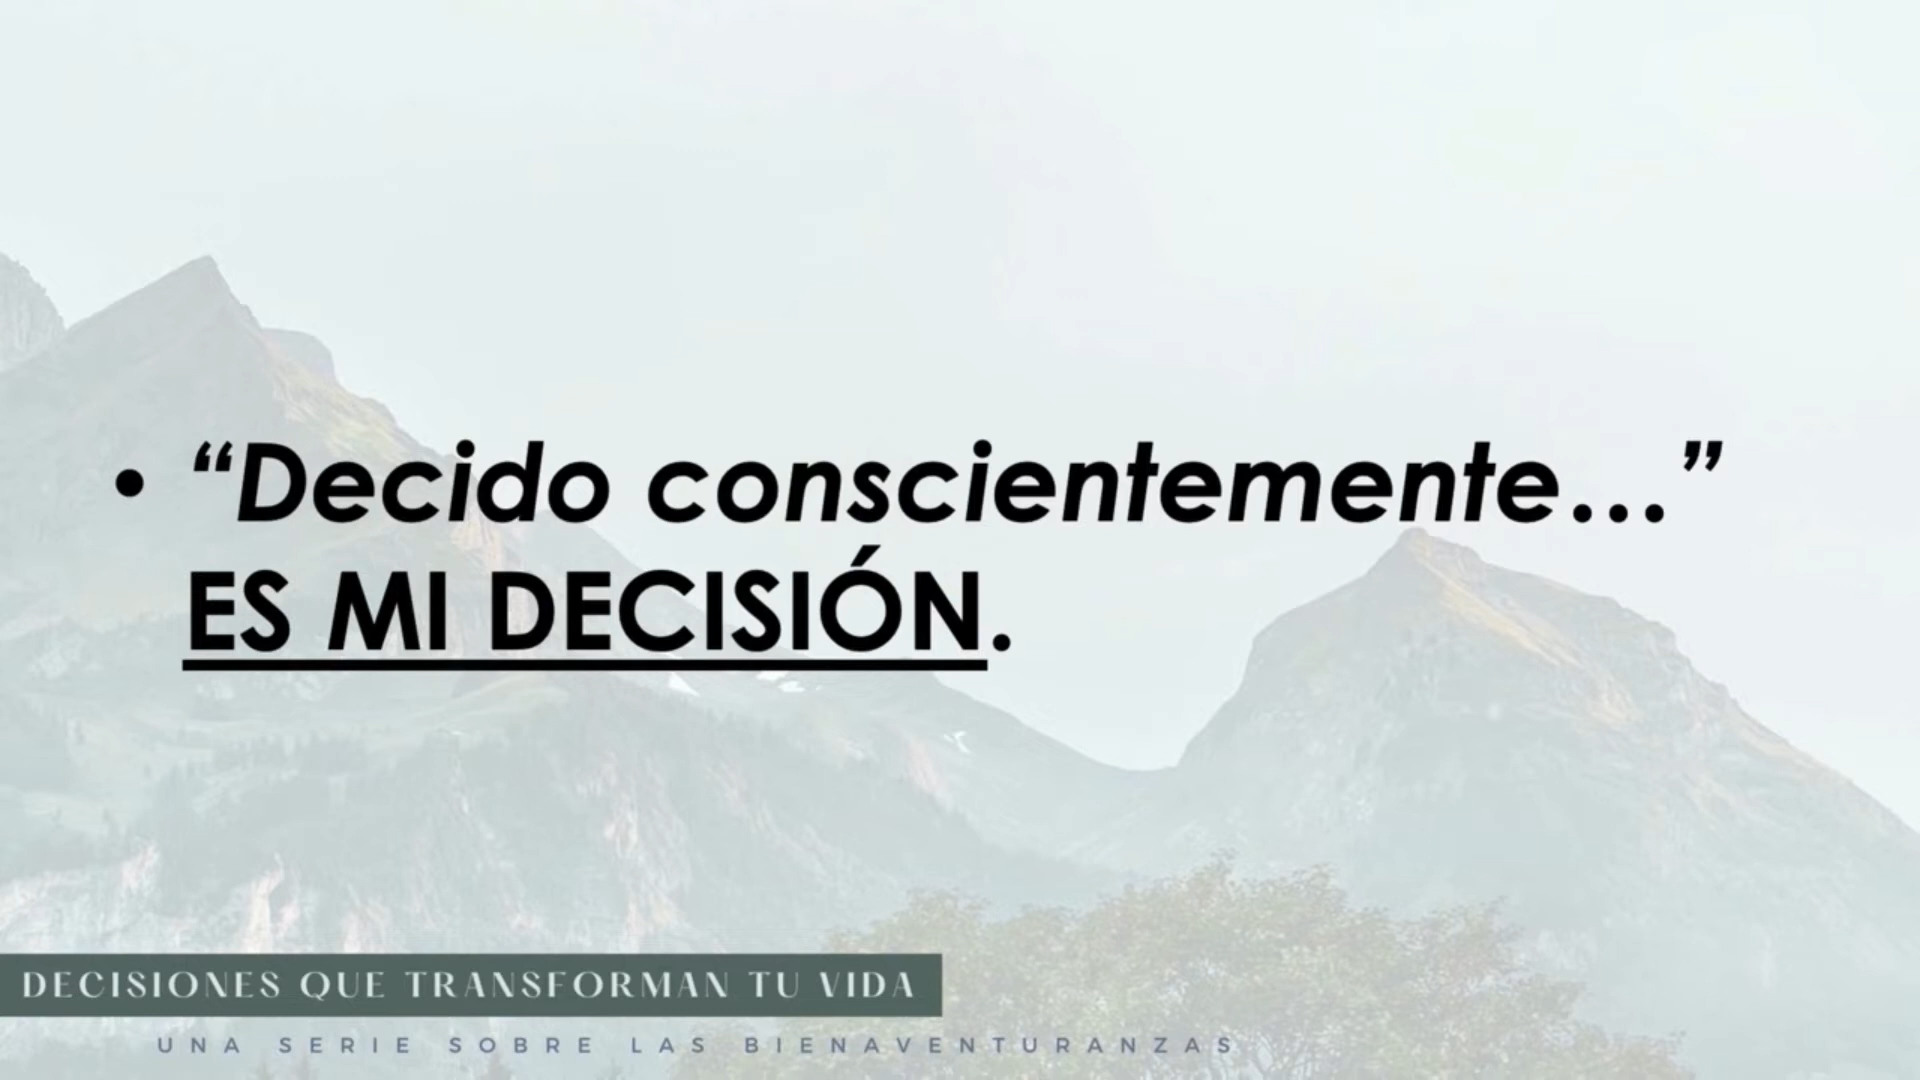 • “Decido conscientemente…”
ES MI DECISIÓN.
DECISIONES QUE TRANSFORMAN TU VIDA
UNA SERIE SOBRE LAS BIENAVENTURANZAS